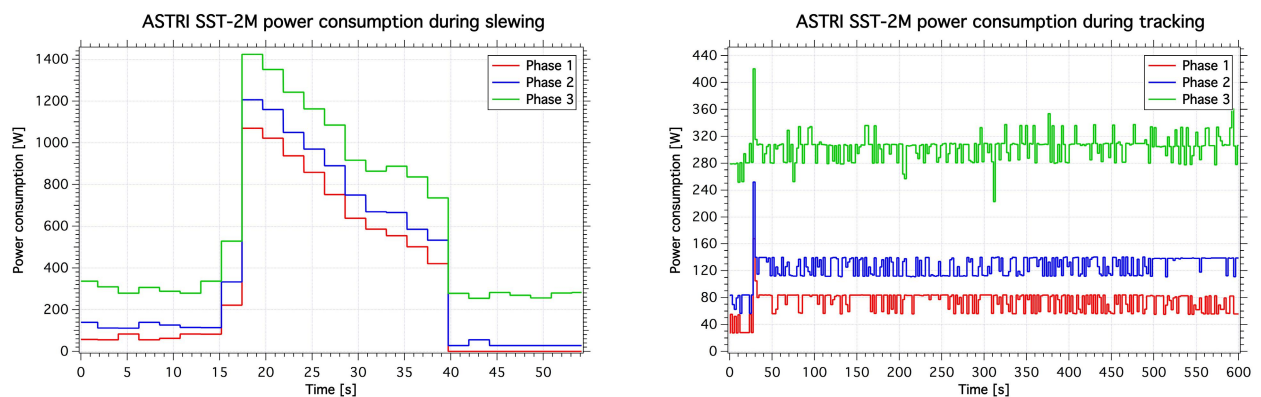 ASTRI SST-2M power consumption during slewing
Power consumption [W]
1400
1200
1000
800
600
400
200
0
Phase 1
Phase 2
Phase 3
0 5 10 15 20 25 30 35 40 45 50
Time [s]
ASTRI SST-2M power consumption during tracking
Power consumption [W]
440
400
360
320
280
240
200
160
120
80
40
0
Phase 1
Phase 2
Phase 3
0 50 100 150 200 250 300 350 400 450 500 550 600
Time [s]